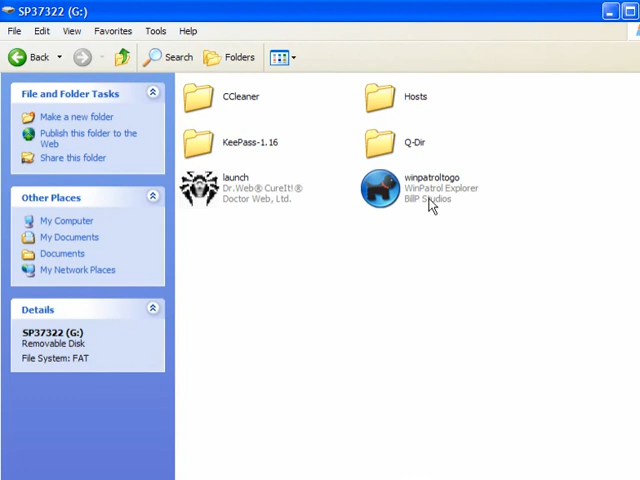 SP37322 (G:)
File Edit View Favorites Tools Help
Back Search Folders
File and Folder Tasks
Make a new folder
Publish this folder to the
Web
Share this folder
Other Places
My Computer
My Documents
Documents
My Network Places
Details
SP37322 (G:)
Removable Disk
File System: FAT
CCleaner
Hosts
KeePass-1.16
Q-Dir
launch
Dr.Web® CureIt!®
Doctor Web, Ltd.
winpatroltogo
WinPatrol Explorer
BillP Studios